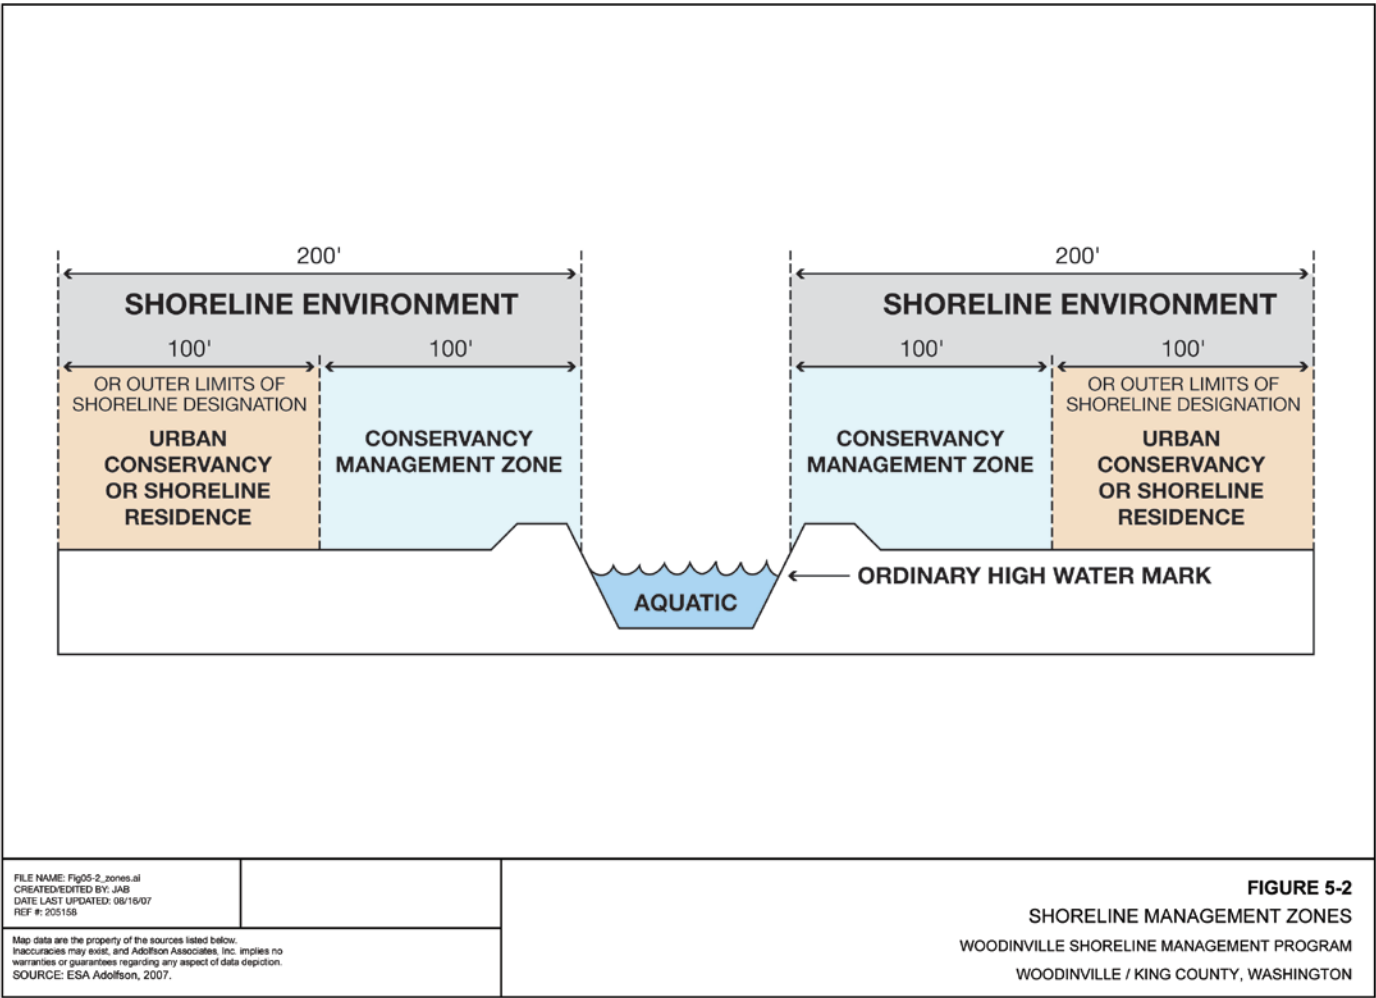 200'
200'
SHORELINE ENVIRONMENT
SHORELINE ENVIRONMENT
100'
100'
100'
100'
OR OUTER LIMITS OF
SHORELINE DESIGNATION
URBAN
CONSERVANCY
OR SHORELINE
RESIDENCE
CONSERVANCY
MANAGEMENT ZONE
CONSERVANCY
MANAGEMENT ZONE
OR OUTER LIMITS OF
SHORELINE DESIGNATION
URBAN
CONSERVANCY
OR SHORELINE
RESIDENCE
ORDINARY HIGH WATER MARK
AQUATIC
FILE NAME: Fig05-2_zones.ai
CREATED/EDITED BY: JAB
DATE LAST UPDATED: 08/16/07
REF #: 205158
Map data are the property of the sources listed below.
Inaccuracies may exist, and Adolfson Associates, Inc. implies no
warranties or guarantees regarding any aspect of data depiction.
SOURCE: ESA Adolfson, 2007.
FIGURE 5-2
SHORELINE MANAGEMENT ZONES
WOODINVILLE SHORELINE MANAGEMENT PROGRAM
WOODINVILLE / KING COUNTY, WASHINGTON